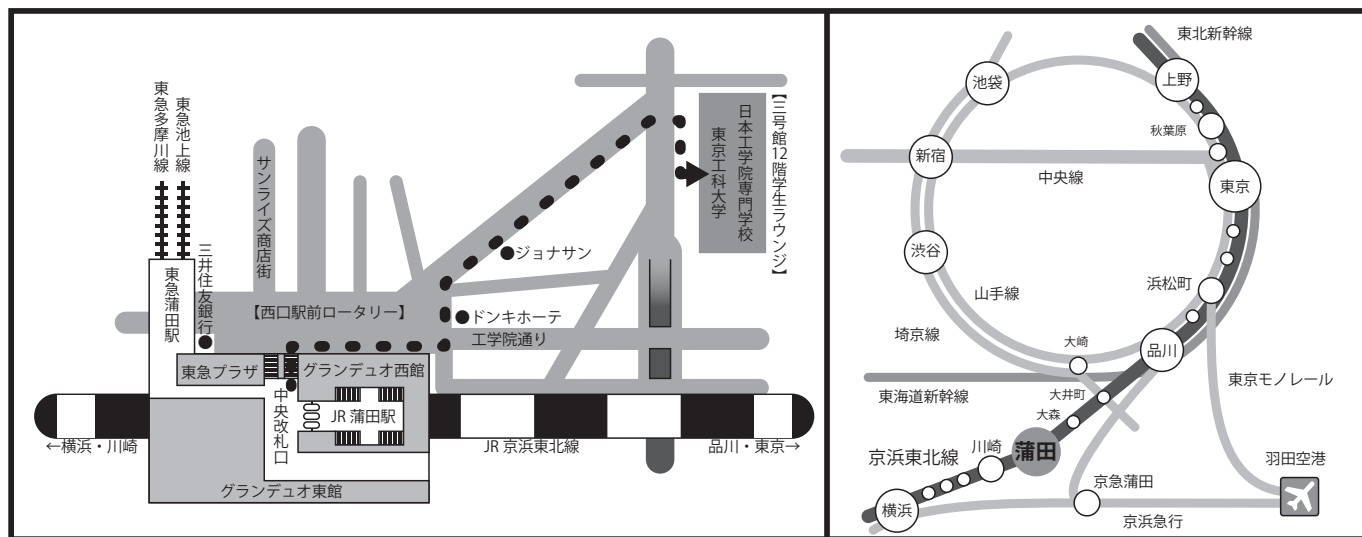 東急多摩川線
東急池上線
サンライズ商店街
三井住友銀行
東急蒲田駅
【西口駅前ロータリー】
ジョナサン
ドンキホーテ
工学院通り
【三号館12階学生ラウンジ】
日本工学院専門学校
東京工科大学
東急プラザ
グランデュオ西館
中央改札口
JR 蒲田駅
←横浜・川崎
JR 京浜東北線
品川・東京→
グランデュオ東館
東北新幹線
池袋
上野
秋葉原
新宿
中央線
東京
渋谷
浜松町
山手線
埼京線
大崎
品川
東京モノレール
東海道新幹線
大井町
大森
蒲田
京浜東北線
川崎
羽田空港
京急蒲田
横浜
京浜急行